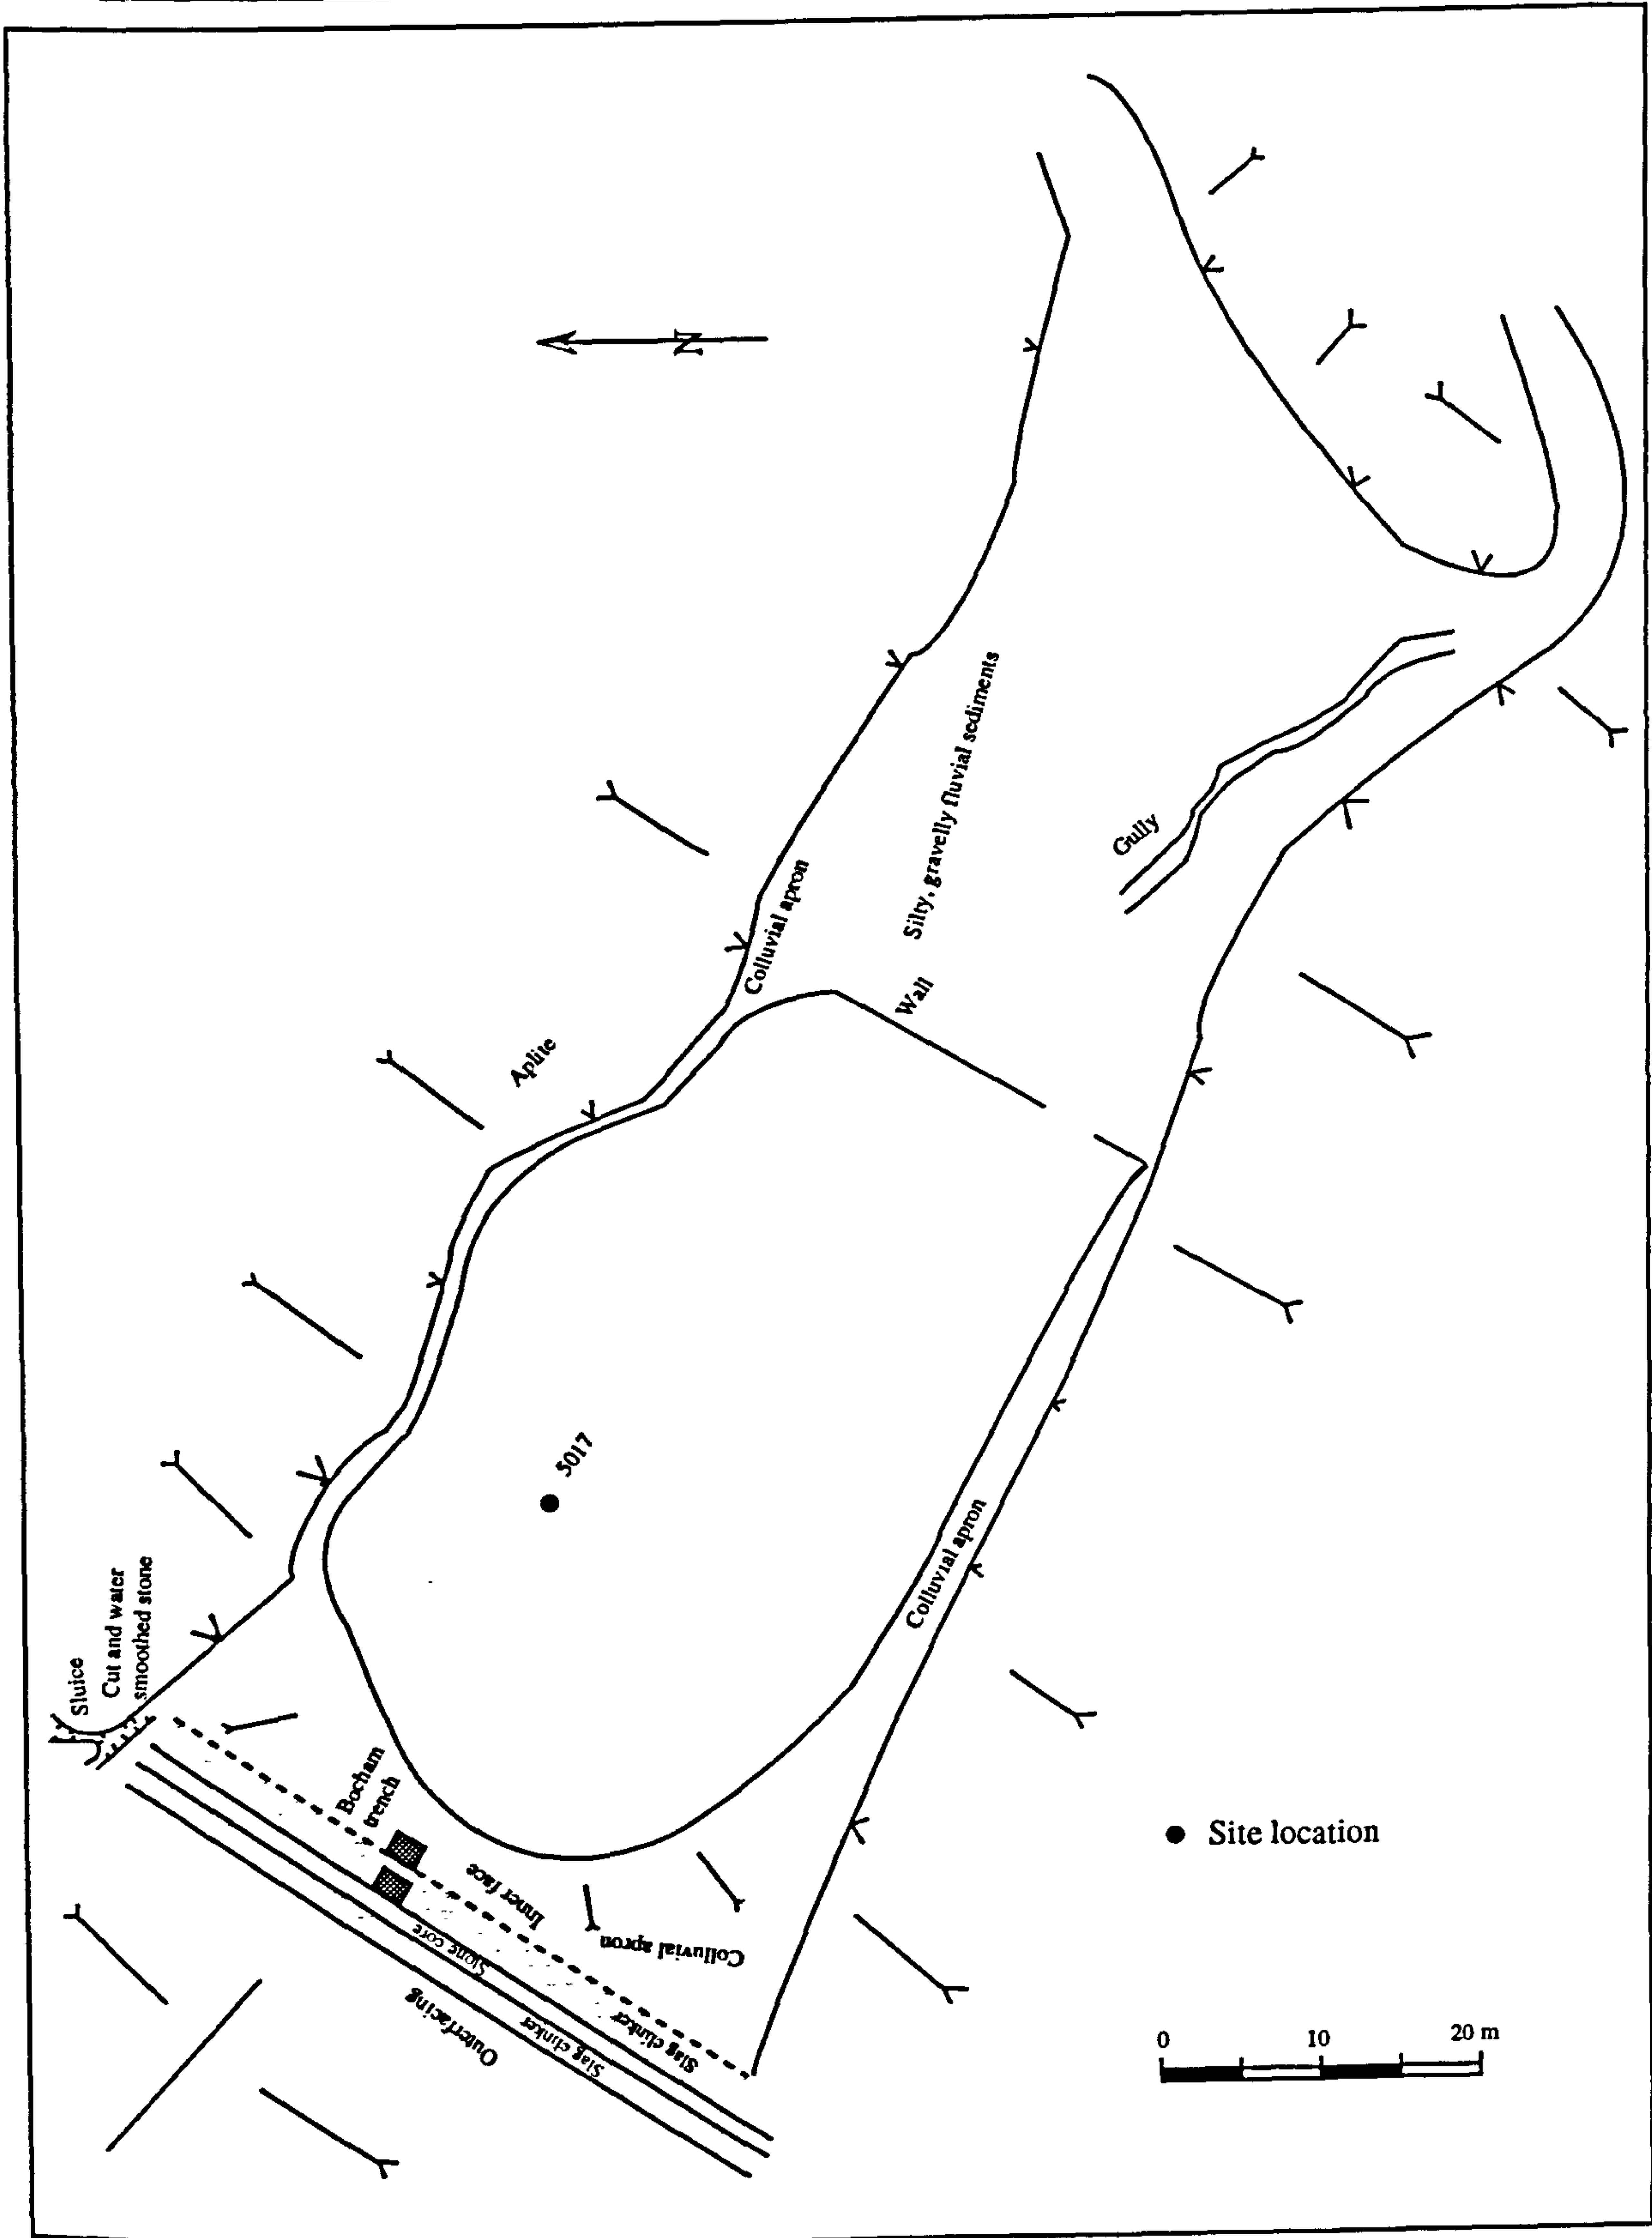 N
Silty, gravelly fluvial sediments
Gully
Colluvial apron
Wall
Aplite
5017
Colluvial apron
Sluice
Cut and water
smoothed stone
Bocham
trench
Inner face
Colluvial apron
Stone core
Slag clinker
Slag clinker
Outerfacing
Site location
0 10 20 m